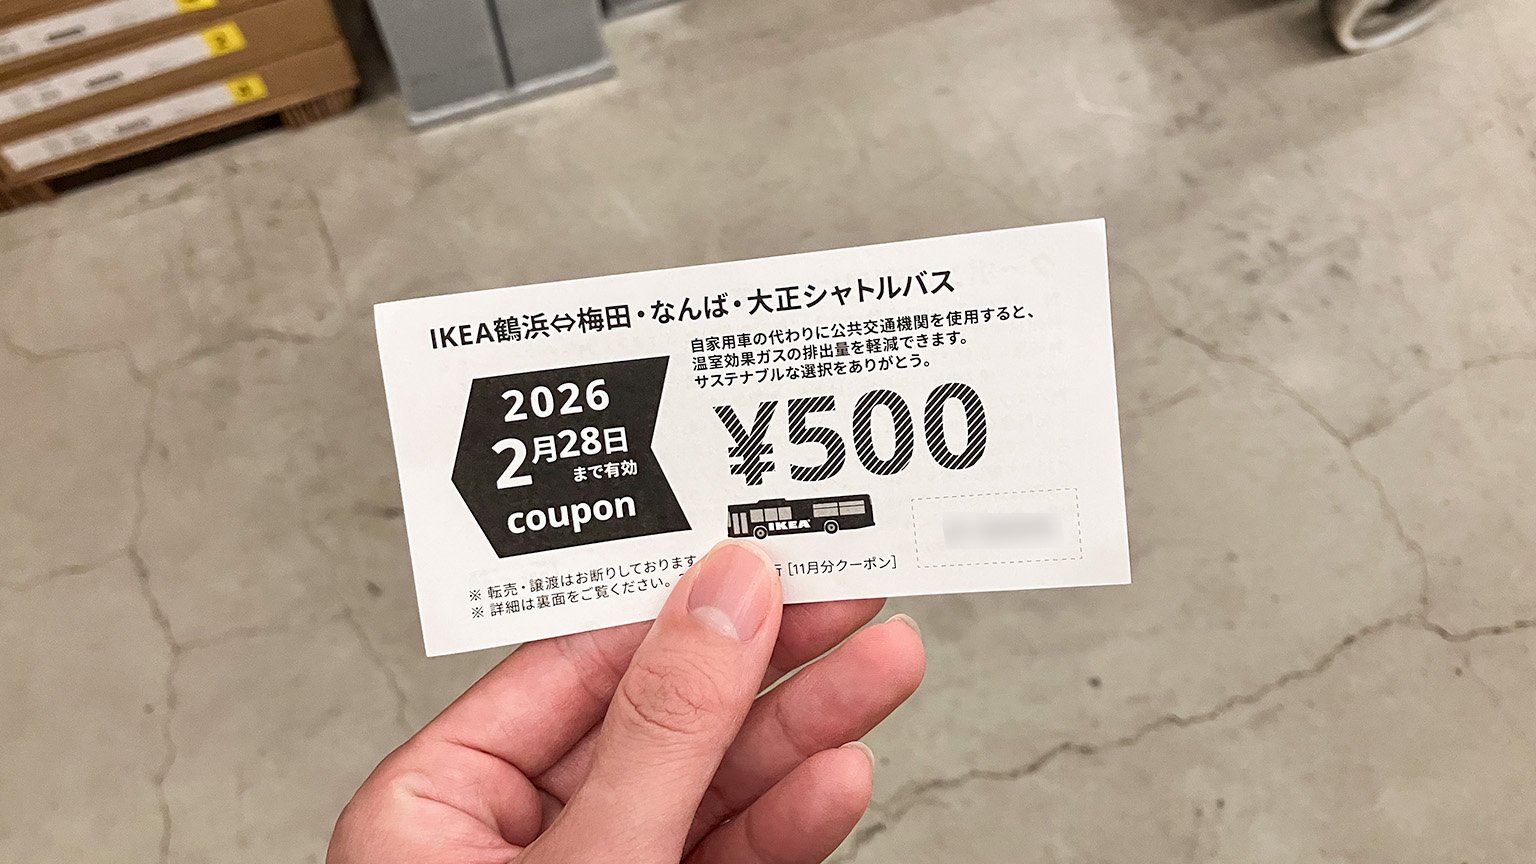 IKEA鶴浜⇔梅田・なんば・大正シャトルバス
自家用車の代わりに公共交通機関を使用すると、
温室効果ガスの排出量を軽減できます。
サステナブルな選択をありがとう。
2026
2月28日
まで有効
coupon
¥500
IKEA
※ 転売・譲渡はお断りしております
行 [11月分クーポン]
※ 詳細は裏面をご覧ください。